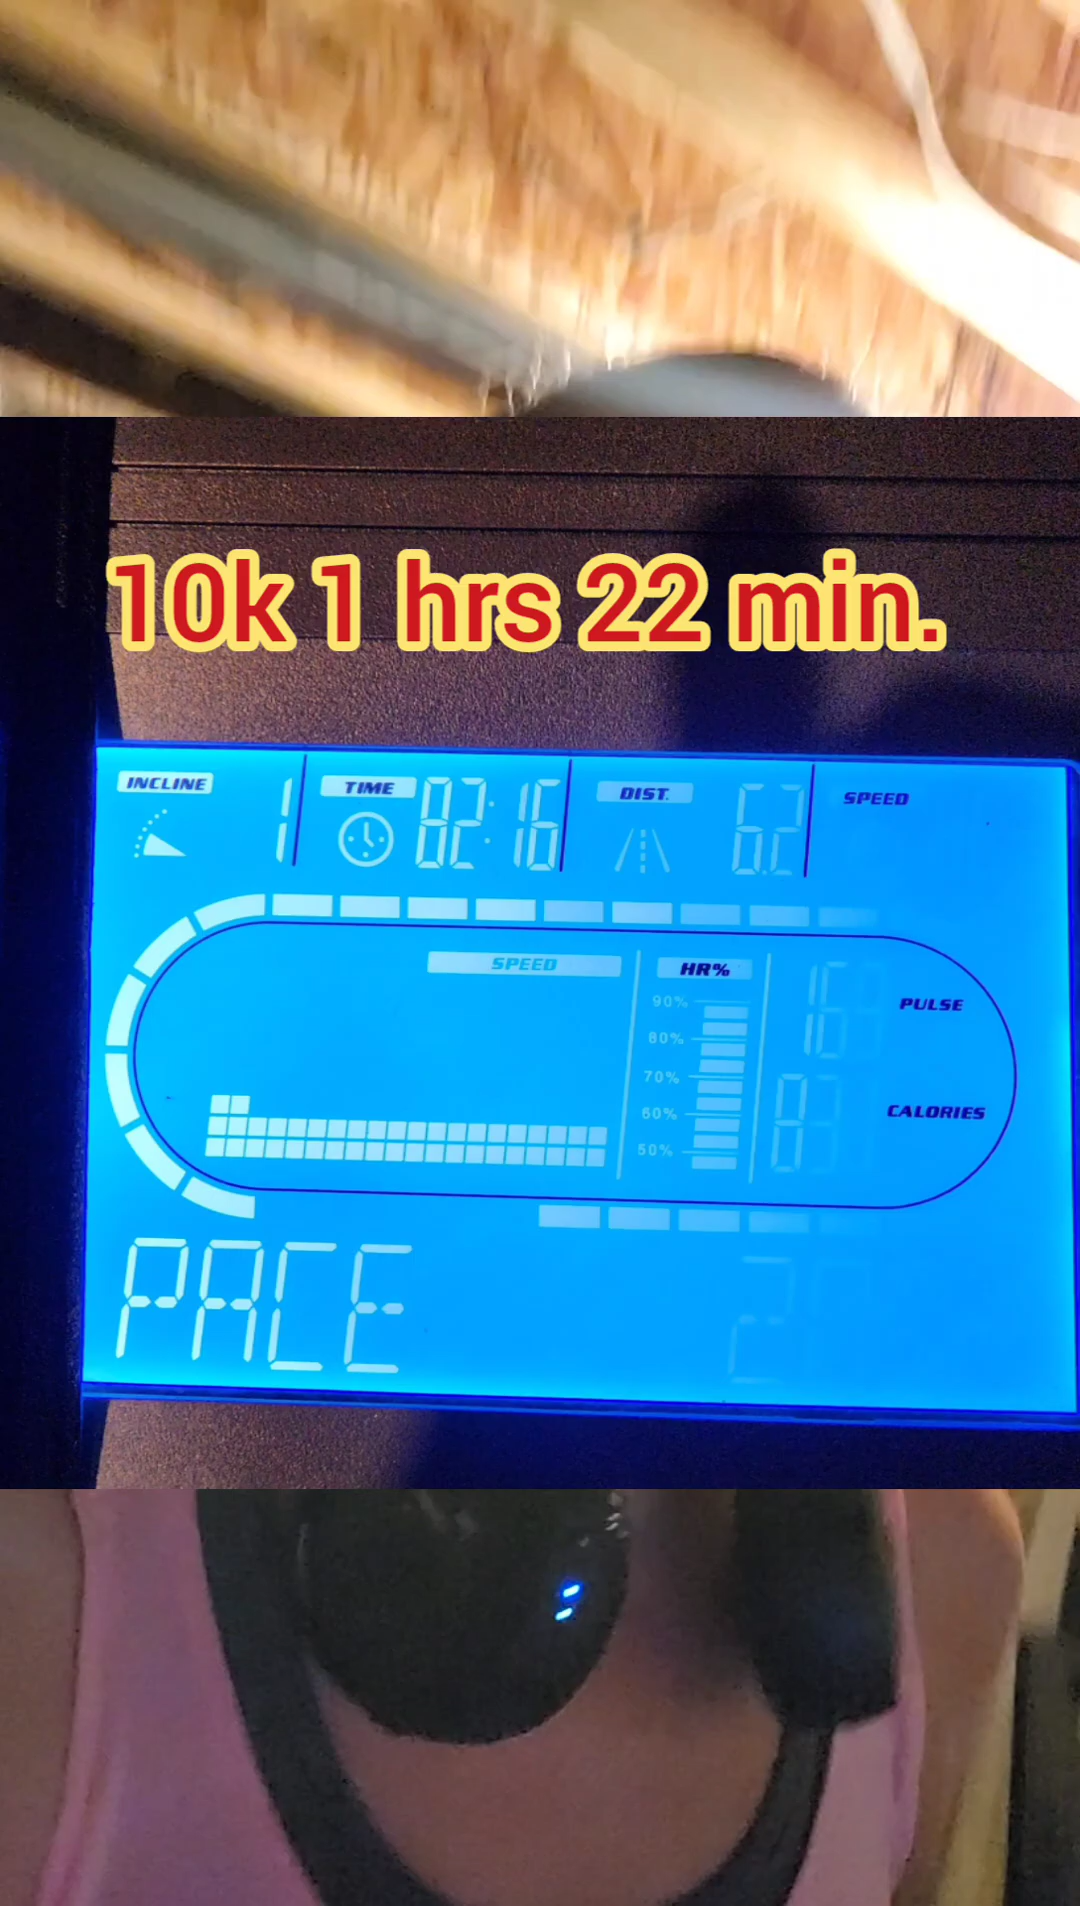 10k 1 hrs 22 min.
INCLINE TIME DIST. SPEED
1 82:16 6.2
SPEED HR%
90%
PULSE
80%
70%
60%
CALORIES
50%
PACE